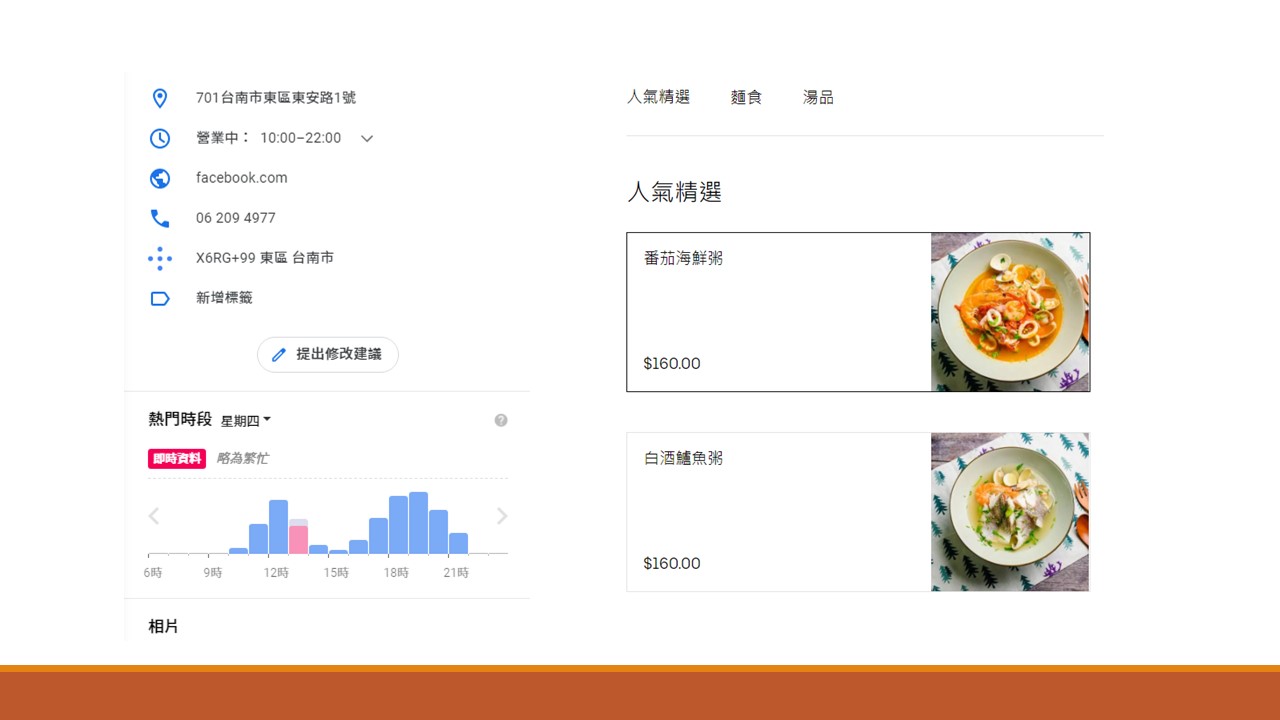 701台南市東區東安路1號
營業中： 10:00–22:00
facebook.com
06 209 4977
X6RG+99 東區 台南市
新增標籤
提出修改建議
熱門時段 星期四
?
即時資料 略為繁忙
6時 9時 12時 15時 18時 21時
相片
人氣精選 麵食 湯品
人氣精選
番茄海鮮粥
$160.00
白酒鱸魚粥
$160.00